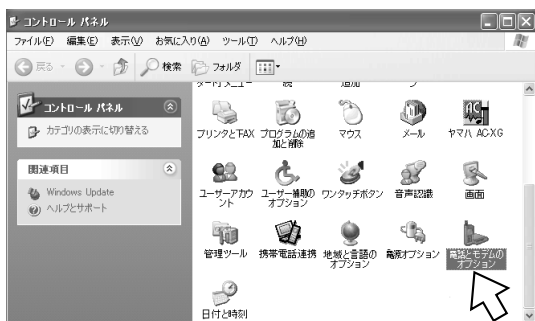 コントロール パネル
ファイル(F) 編集(E) 表示(V) お気に入り(A) ツール(T) ヘルプ(H)
戻る 検索 フォルダ
コントロール パネル
カテゴリの表示に切り替える
関連項目
Windows Update
ヘルプとサポート
プリンタとFAX
プログラムの追
加と削除
マウス
メール
ヤマハ AC-XG
ユーザーアカウ
ント
ユーザー補助の
オプション
ワンタッチボタン
音声認識
画面
管理ツール
携帯電話連携
地域と言語の
オプション
電源オプション
電話とモデムの
オプション
日付と時刻